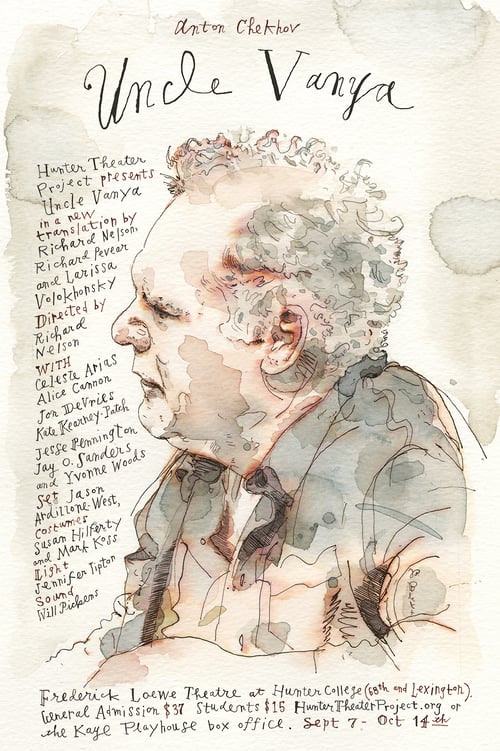 Anton Chekhov
Uncle Vanya
Hunter Theater
Project presents
Uncle Vanya
in a new
translation by
Richard Nelson,
Richard Pevear
and Larissa
Volokhonsky
Directed by
Richard
Nelson
WITH
Celeste Arias
Alice Cannon
Jon DeVries
Kate Kearney-Patch
Jesse Pennington
Jay O. Sanders
and Yvonne Woods
Set Jason
Ardizzone-West,
Costumes
Susan Hilferty
and Mark Koss
Light
Jennifer Tipton
Sound
Will Pickens
Frederick Loewe Theatre at Hunter College (68th and Lexington).
General Admission $37 Students $15 HunterTheaterProject.org or
the Kaye Playhouse box office. Sept 7 - Oct 14th